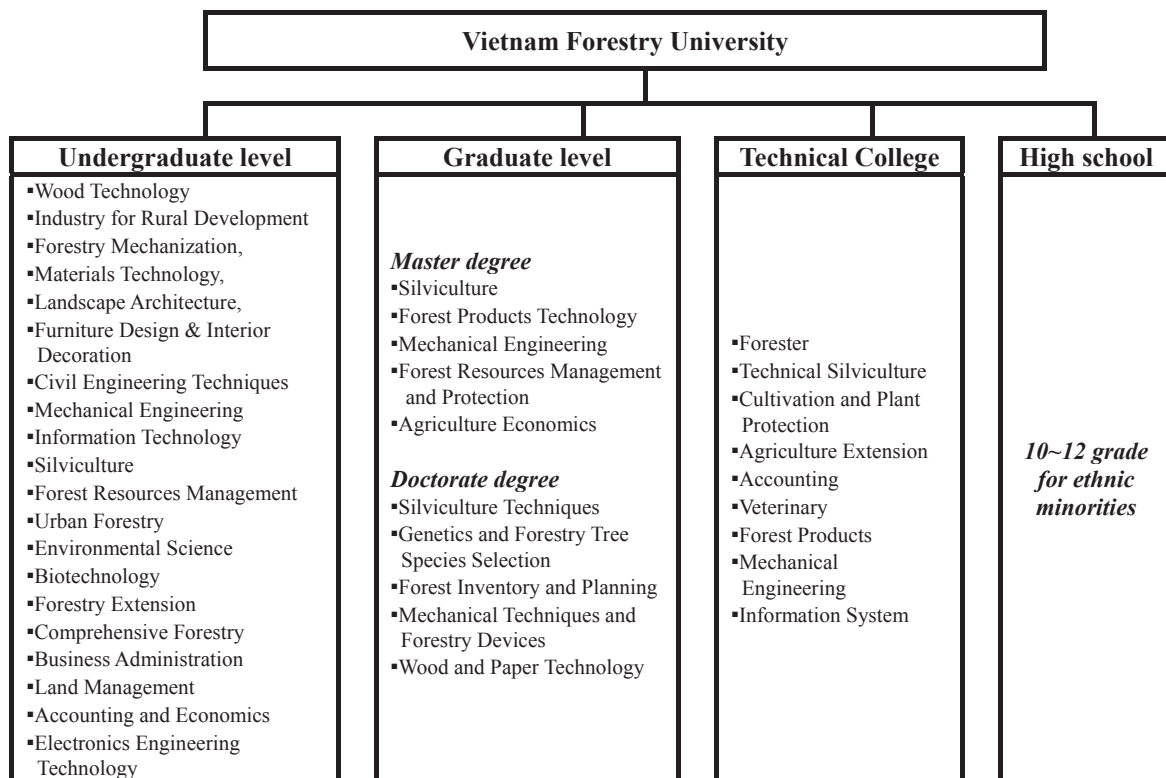 Vietnam Forestry University
Undergraduate level
▪Wood Technology
▪Industry for Rural Development
▪Forestry Mechanization,
▪Materials Technology,
▪Landscape Architecture,
▪Furniture Design & Interior
Decoration
▪Civil Engineering Techniques
▪Mechanical Engineering
▪Information Technology
▪Silviculture
▪Forest Resources Management
▪Urban Forestry
▪Environmental Science
▪Biotechnology
▪Forestry Extension
▪Comprehensive Forestry
▪Business Administration
▪Land Management
▪Accounting and Economics
▪Electronics Engineering
Technology
Graduate level
Master degree
▪Silviculture
▪Forest Products Technology
▪Mechanical Engineering
▪Forest Resources Management
and Protection
▪Agriculture Economics
Doctorate degree
▪Silviculture Techniques
▪Genetics and Forestry Tree
Species Selection
▪Forest Inventory and Planning
▪Mechanical Techniques and
Forestry Devices
▪Wood and Paper Technology
Technical College
▪Forester
▪Technical Silviculture
▪Cultivation and Plant
Protection
▪Agriculture Extension
▪Accounting
▪Veterinary
▪Forest Products
▪Mechanical
Engineering
▪Information System
High school
10~12 grade
for ethnic
minorities